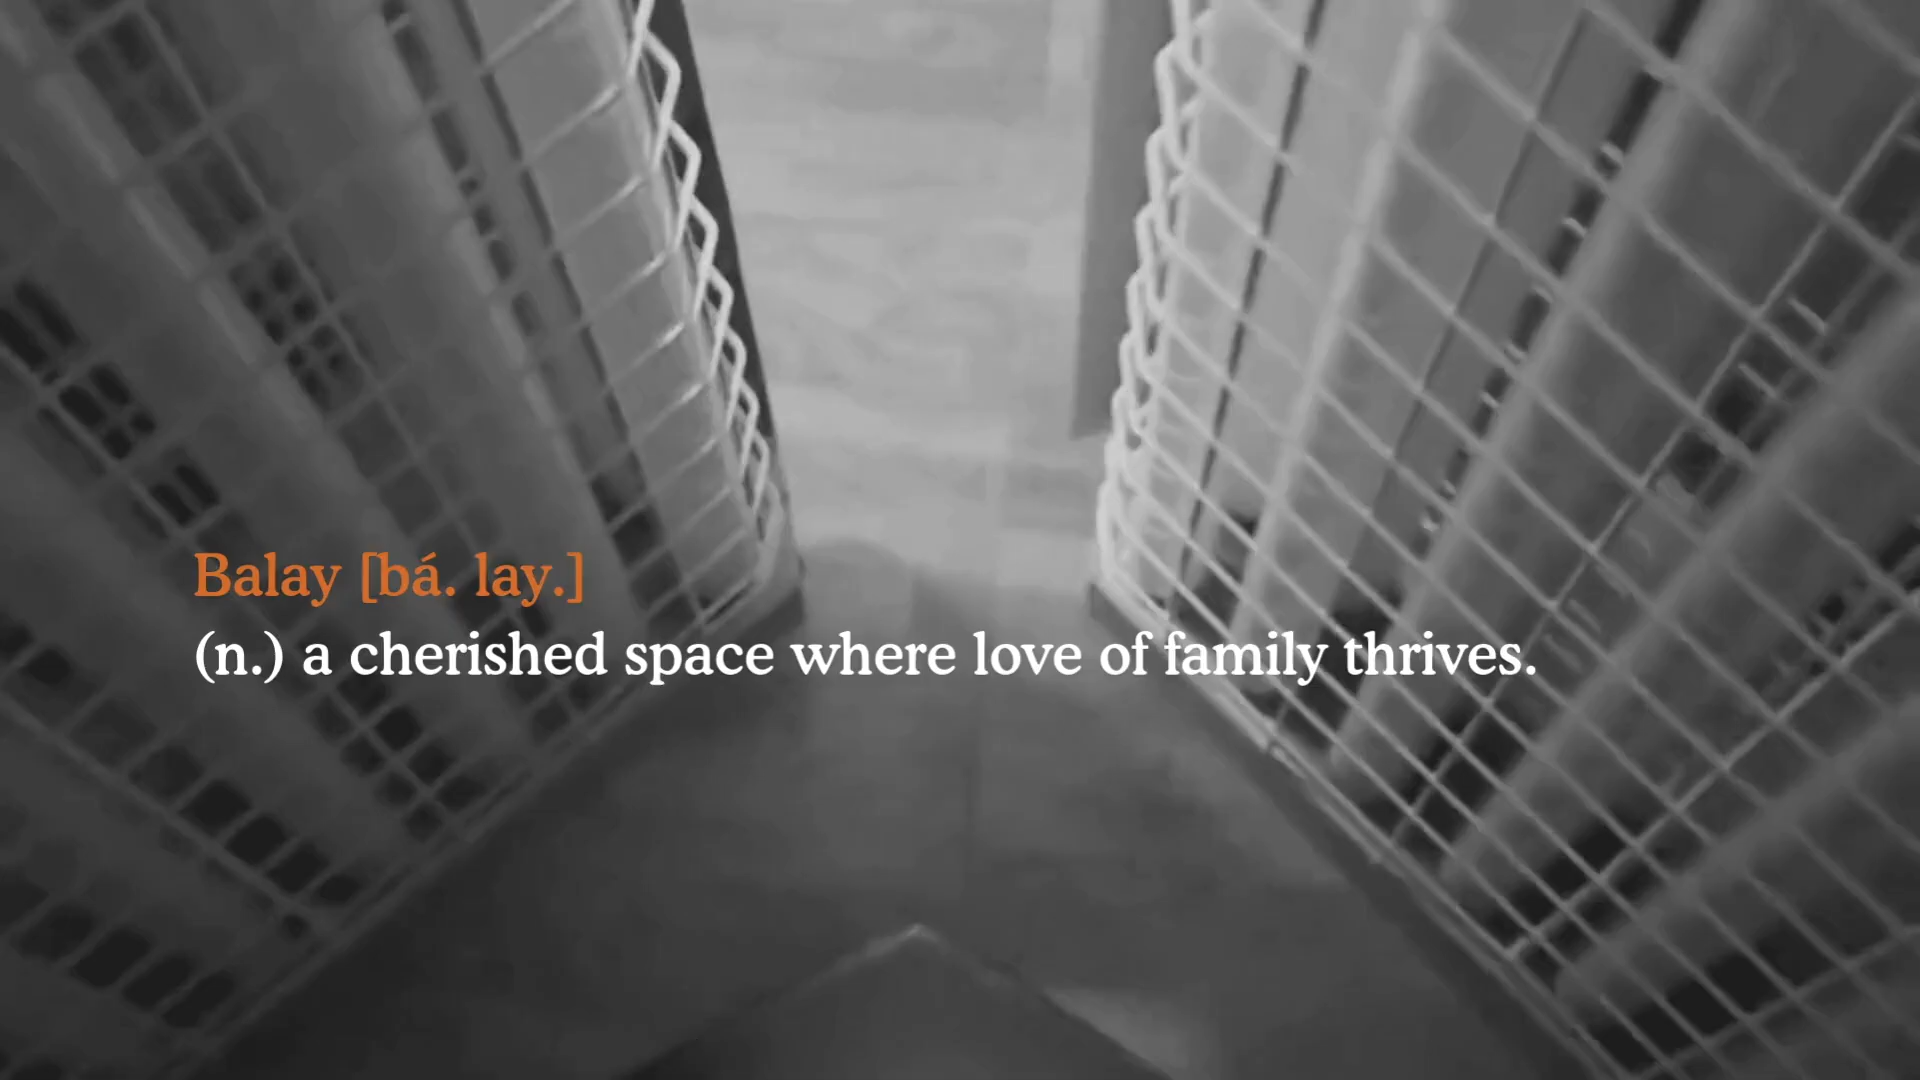 Balay [bá. lay.]
(n.) a cherished space where love of family thrives.